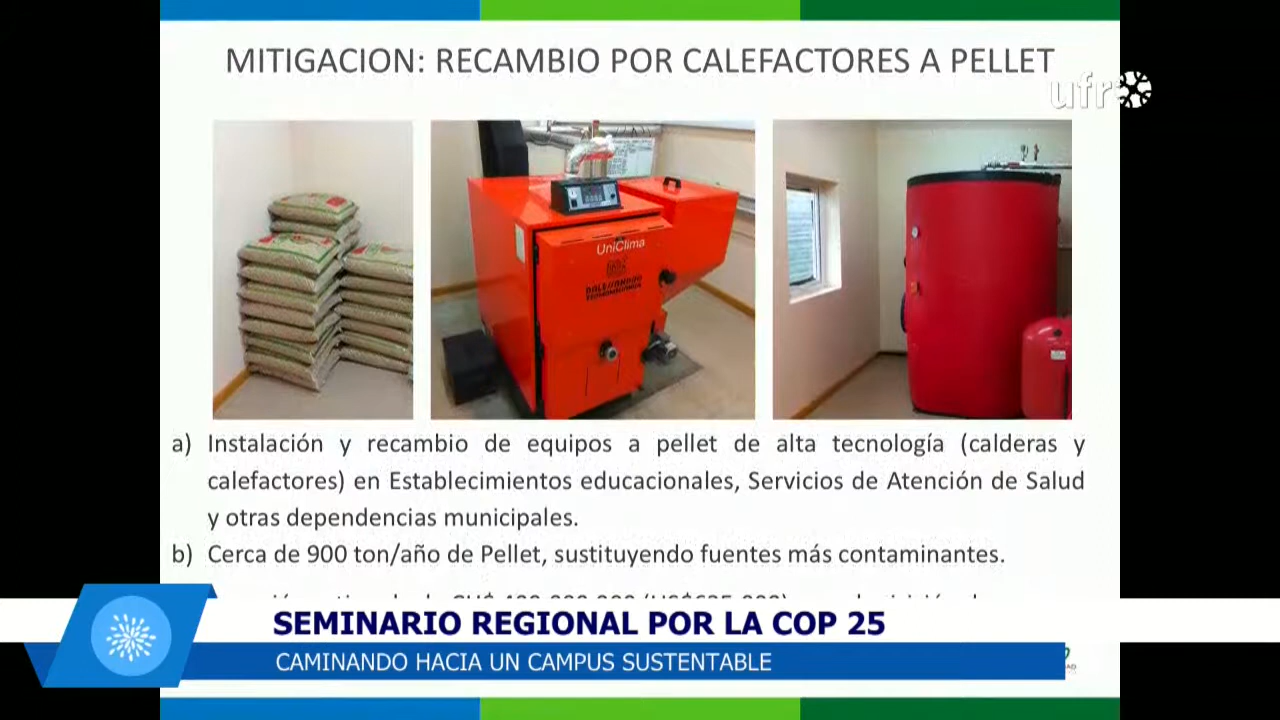 MITIGACION: RECAMBIO POR CALEFACTORES A PELLET
ufro
UniClima
a) Instalación y recambio de equipos a pellet de alta tecnología (calderas y
calefactores) en Establecimientos educacionales, Servicios de Atención de Salud
y otras dependencias municipales.
b) Cerca de 900 ton/año de Pellet, sustituyendo fuentes más contaminantes.
SEMINARIO REGIONAL POR LA COP 25
CAMINANDO HACIA UN CAMPUS SUSTENTABLE